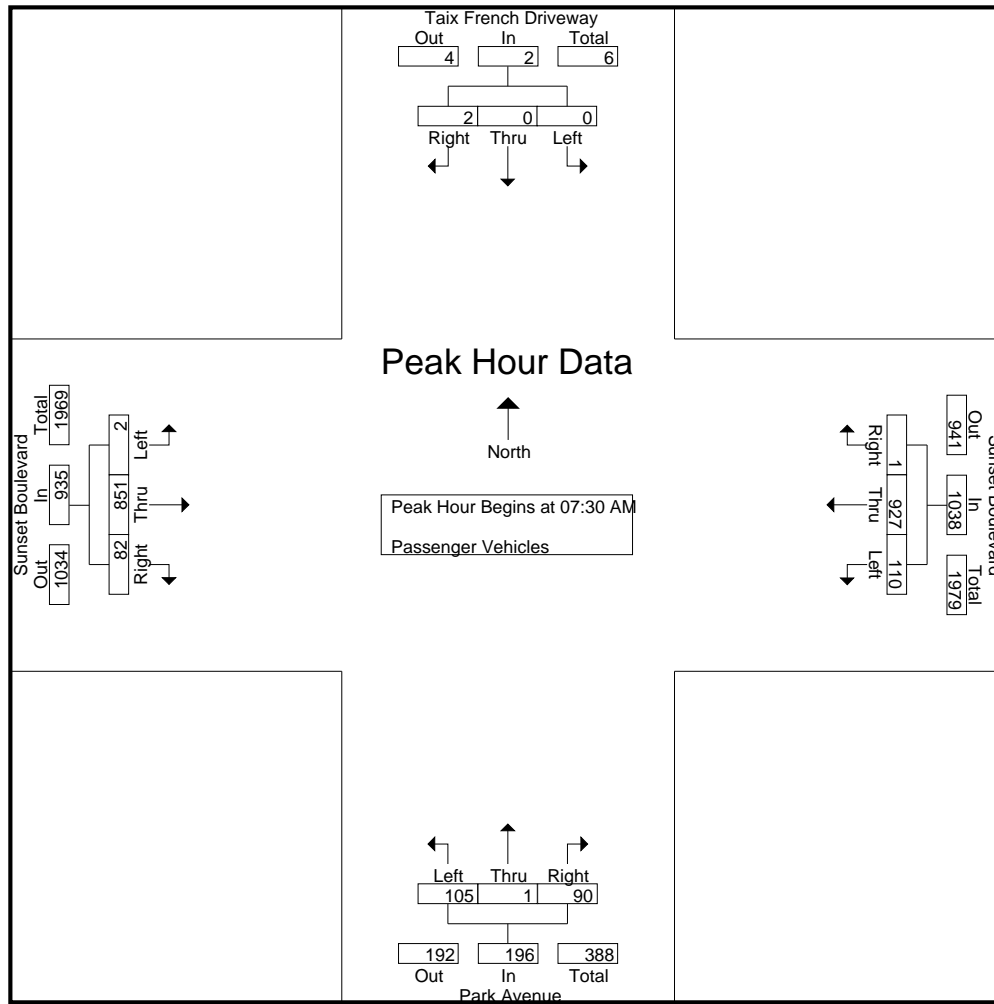 Taix French Driveway
Out In Total
4 2 6
2 0 0
Right Thru Left
Peak Hour Data
North
Peak Hour Begins at 07:30 AM
Passenger Vehicles
Sunset Boulevard
Total In Out
1969 935 1034
2 851 82
Left Thru Right
Right Thru Left
1 927 110
Out In Total
941 1038 1979
Sunset Boulevard
Left Thru Right
105 1 90
192 196 388
Out In Total
Park Avenue